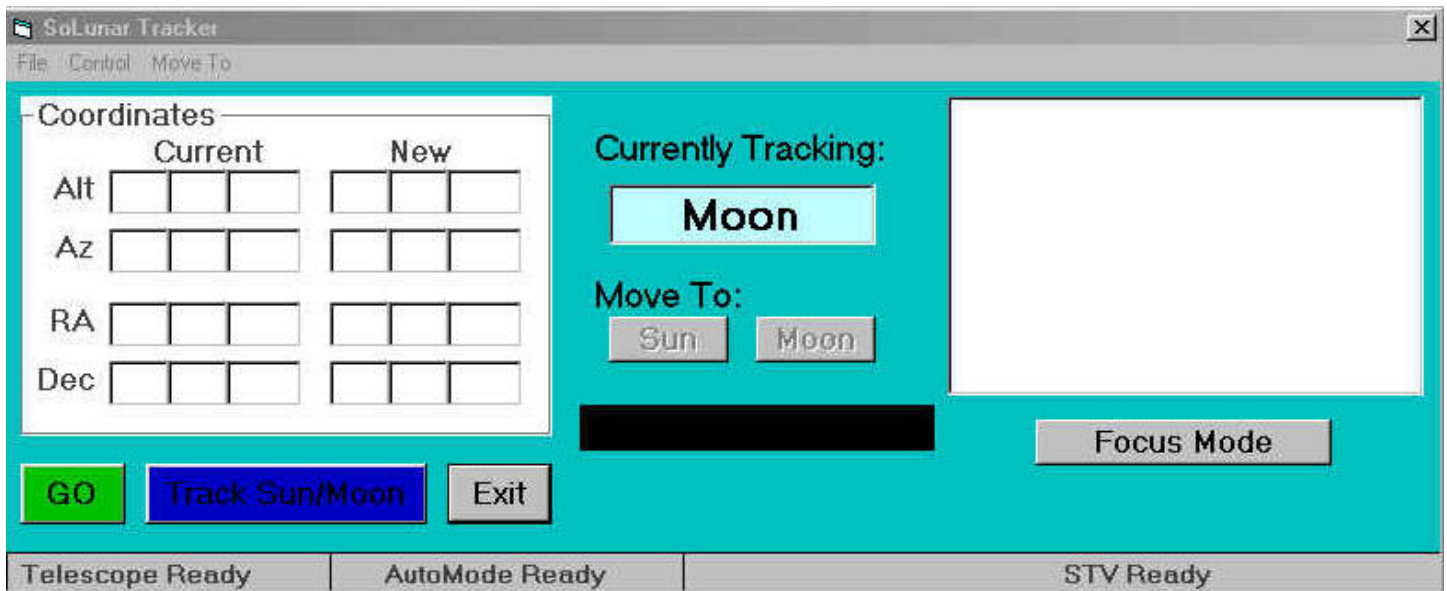 SoLunar Tracker
File Control Move To
Coordinates
Current New
Alt
Az
RA
Dec
Currently Tracking:
Moon
Move To:
Sun Moon
Focus Mode
GO Track Sun/Moon Exit
Telescope Ready AutoMode Ready STV Ready